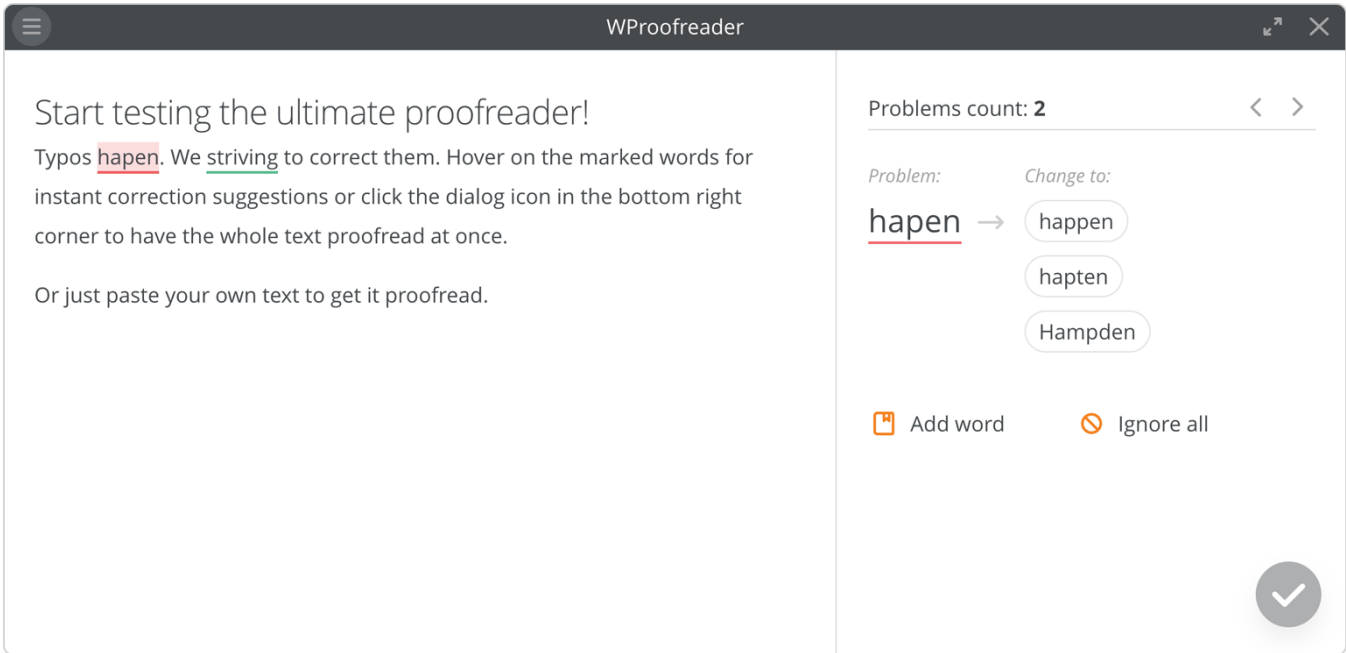 WProofreader
Start testing the ultimate proofreader!
Typos hapen. We striving to correct them. Hover on the marked words for
instant correction suggestions or click the dialog icon in the bottom right
corner to have the whole text proofread at once.
Or just paste your own text to get it proofread.
Problems count: 2
Problem:
Change to:
hapen
happen
hapten
Hampden
Add word
Ignore all